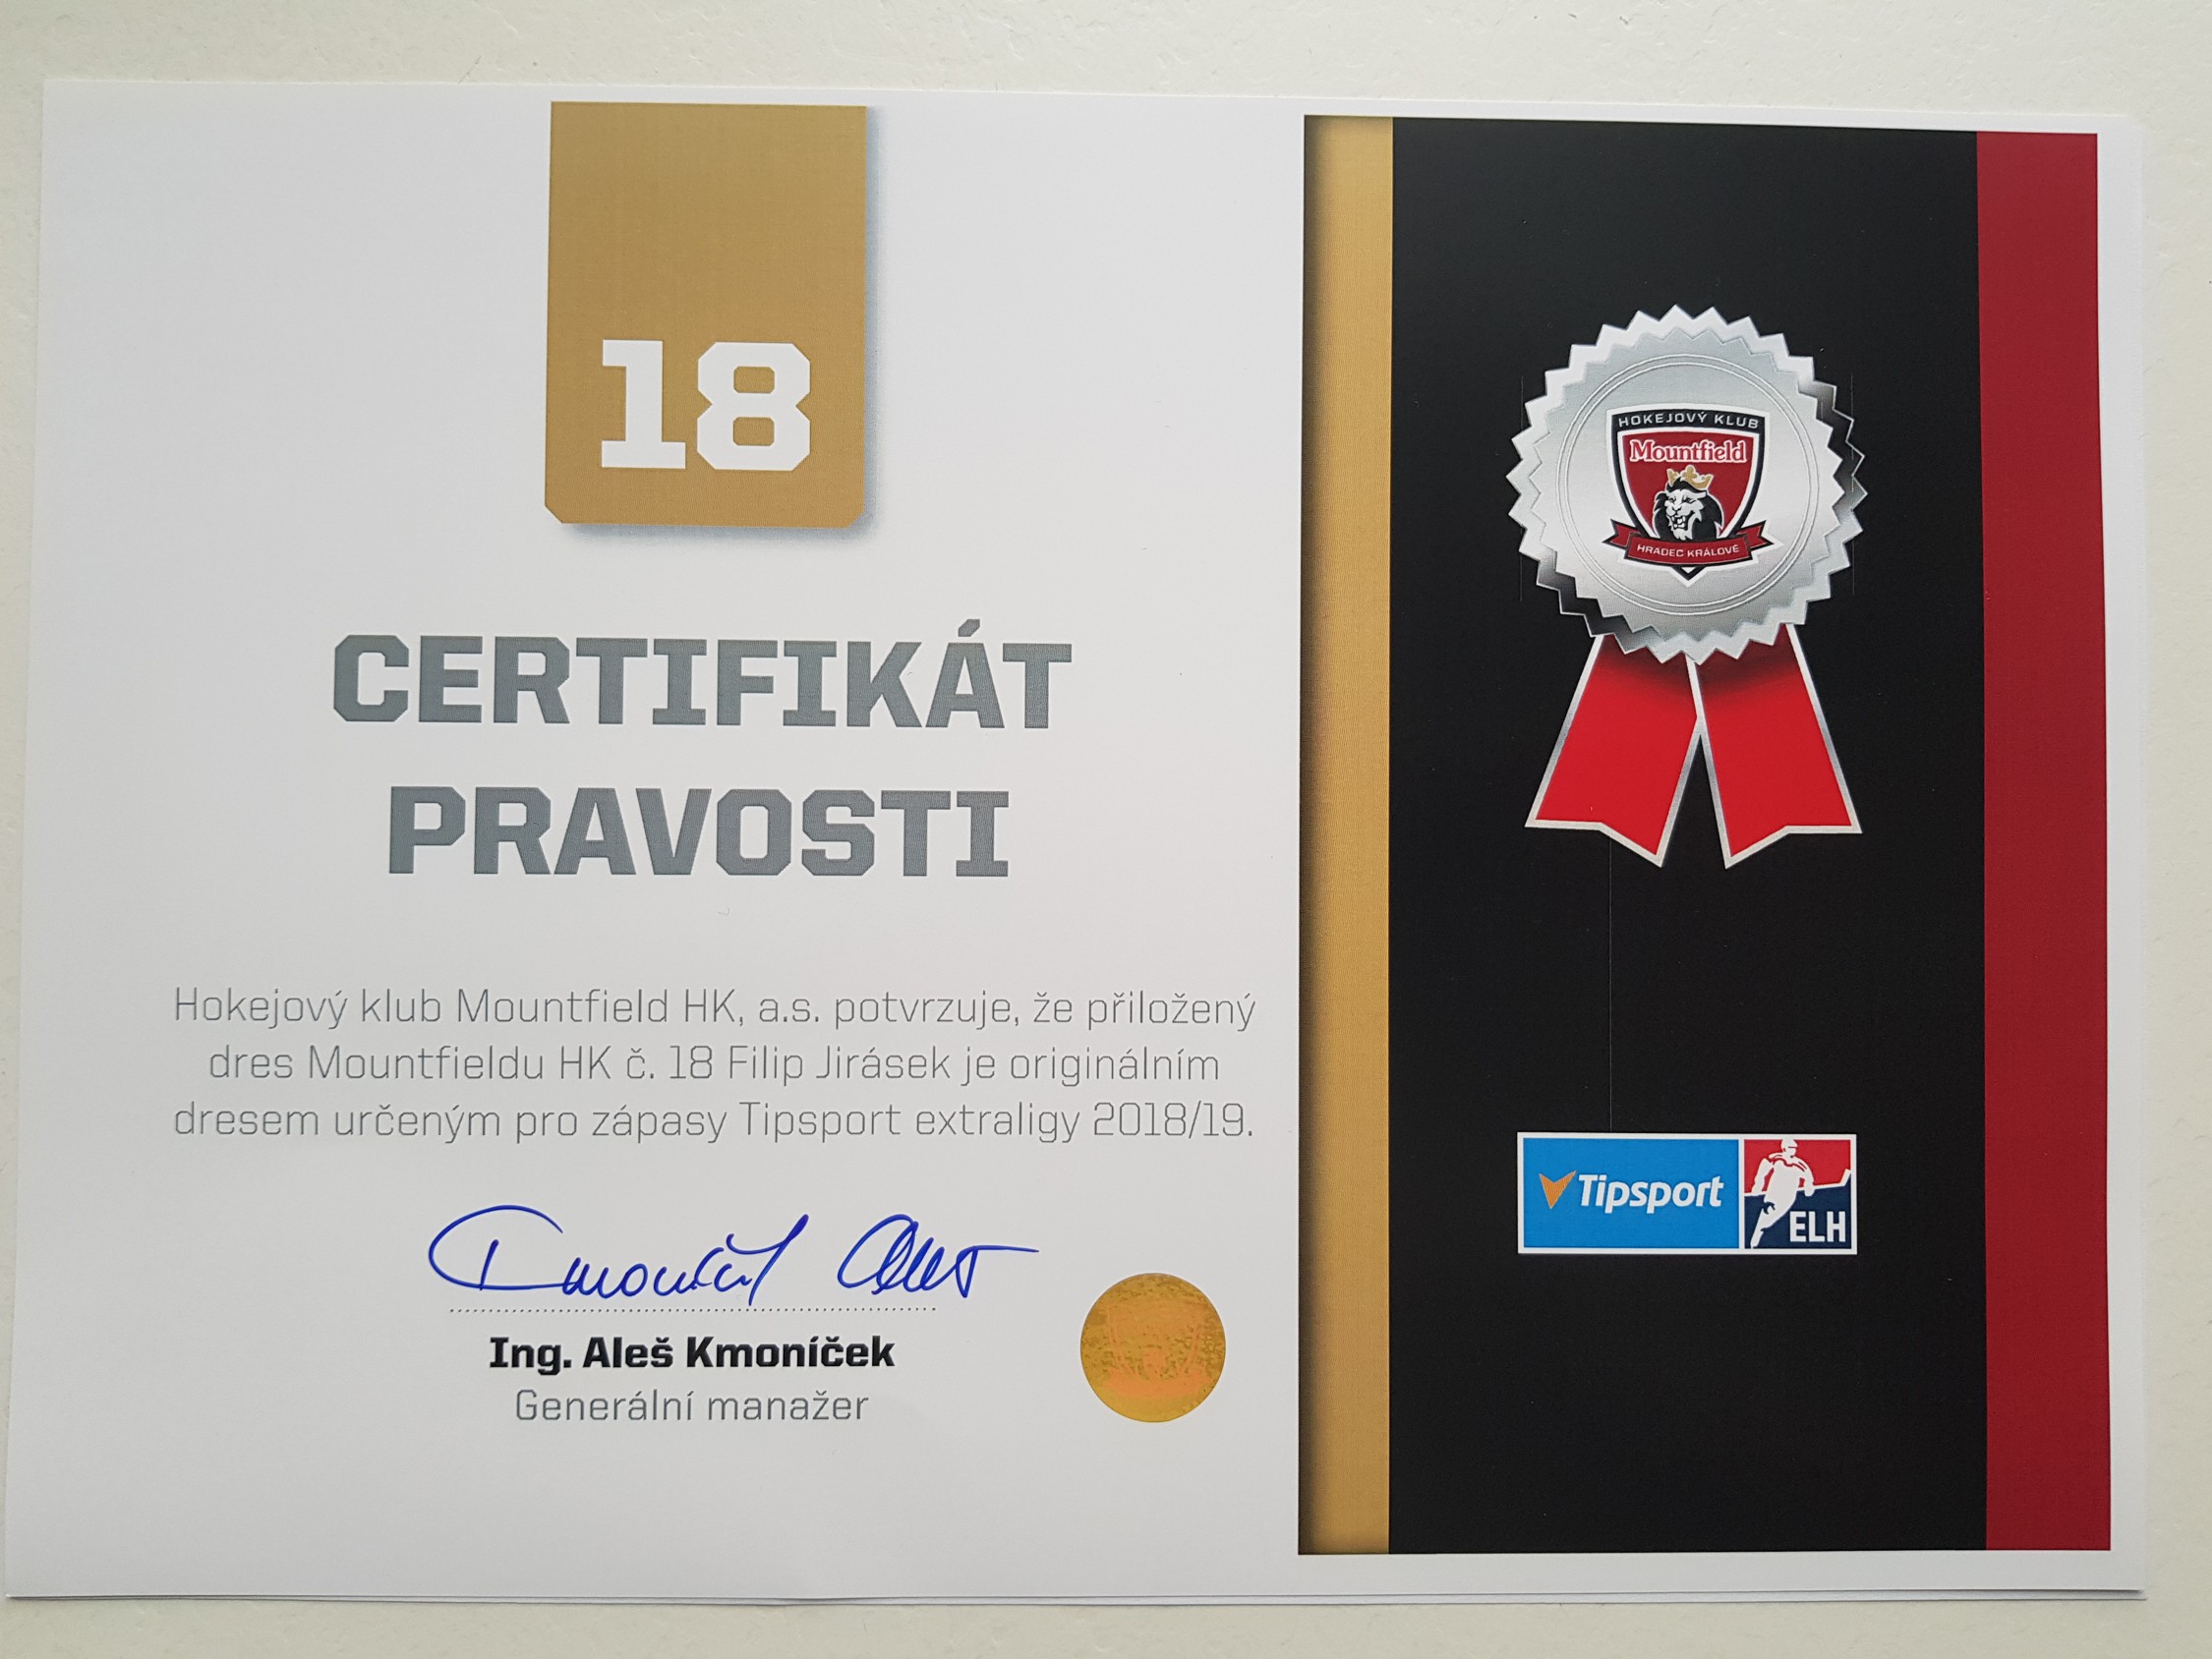 18
CERTIFIKÁT
PRAVOSTI
Hokejový klub Mountfield HK, a.s. potvrzuje, že přiložený
dres Mountfieldu HK č. 18 Filip Jirásek je originálním
dresem určeným pro zápasy Tipsport extraligy 2018/19.
Ing. Aleš Kmoníček
Generální manažer
HOKEJOVÝ KLUB
Mountfield
HRADEC KRÁLOVÉ
Tipsport
ELH